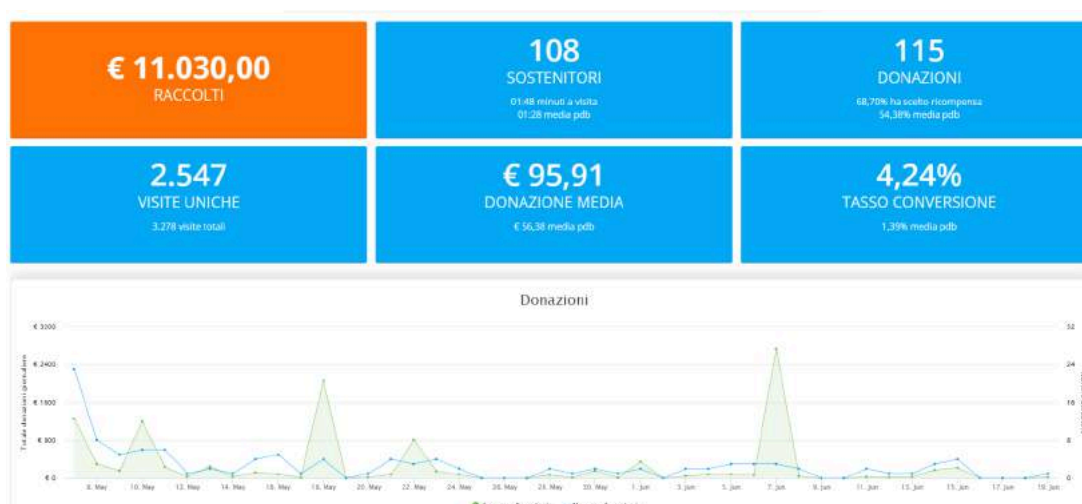 € 11.030,00
RACCOLTI
108
SOSTENITORI
01:48 minuti a visita
01:28 media pdb
115
DONAZIONI
68,70% ha scelto ricompensa
54,38% media pdb
2.547
VISITE UNICHE
3.278 visite totali
€ 95,91
DONAZIONE MEDIA
€ 56,38 media pdb
4,24%
TASSO CONVERSIONE
1,39% media pdb
Donazioni
Totale donazioni giornaliere
€ 3200
€ 2400
€ 1600
€ 800
€ 0
32
24
16
8
0
8. May
10. May
12. May
14. May
16. May
18. May
20. May
22. May
24. May
26. May
28. May
30. May
1. Jun
3. Jun
5. Jun
7. Jun
9. Jun
11. Jun
13. Jun
15. Jun
17. Jun
19. Jun